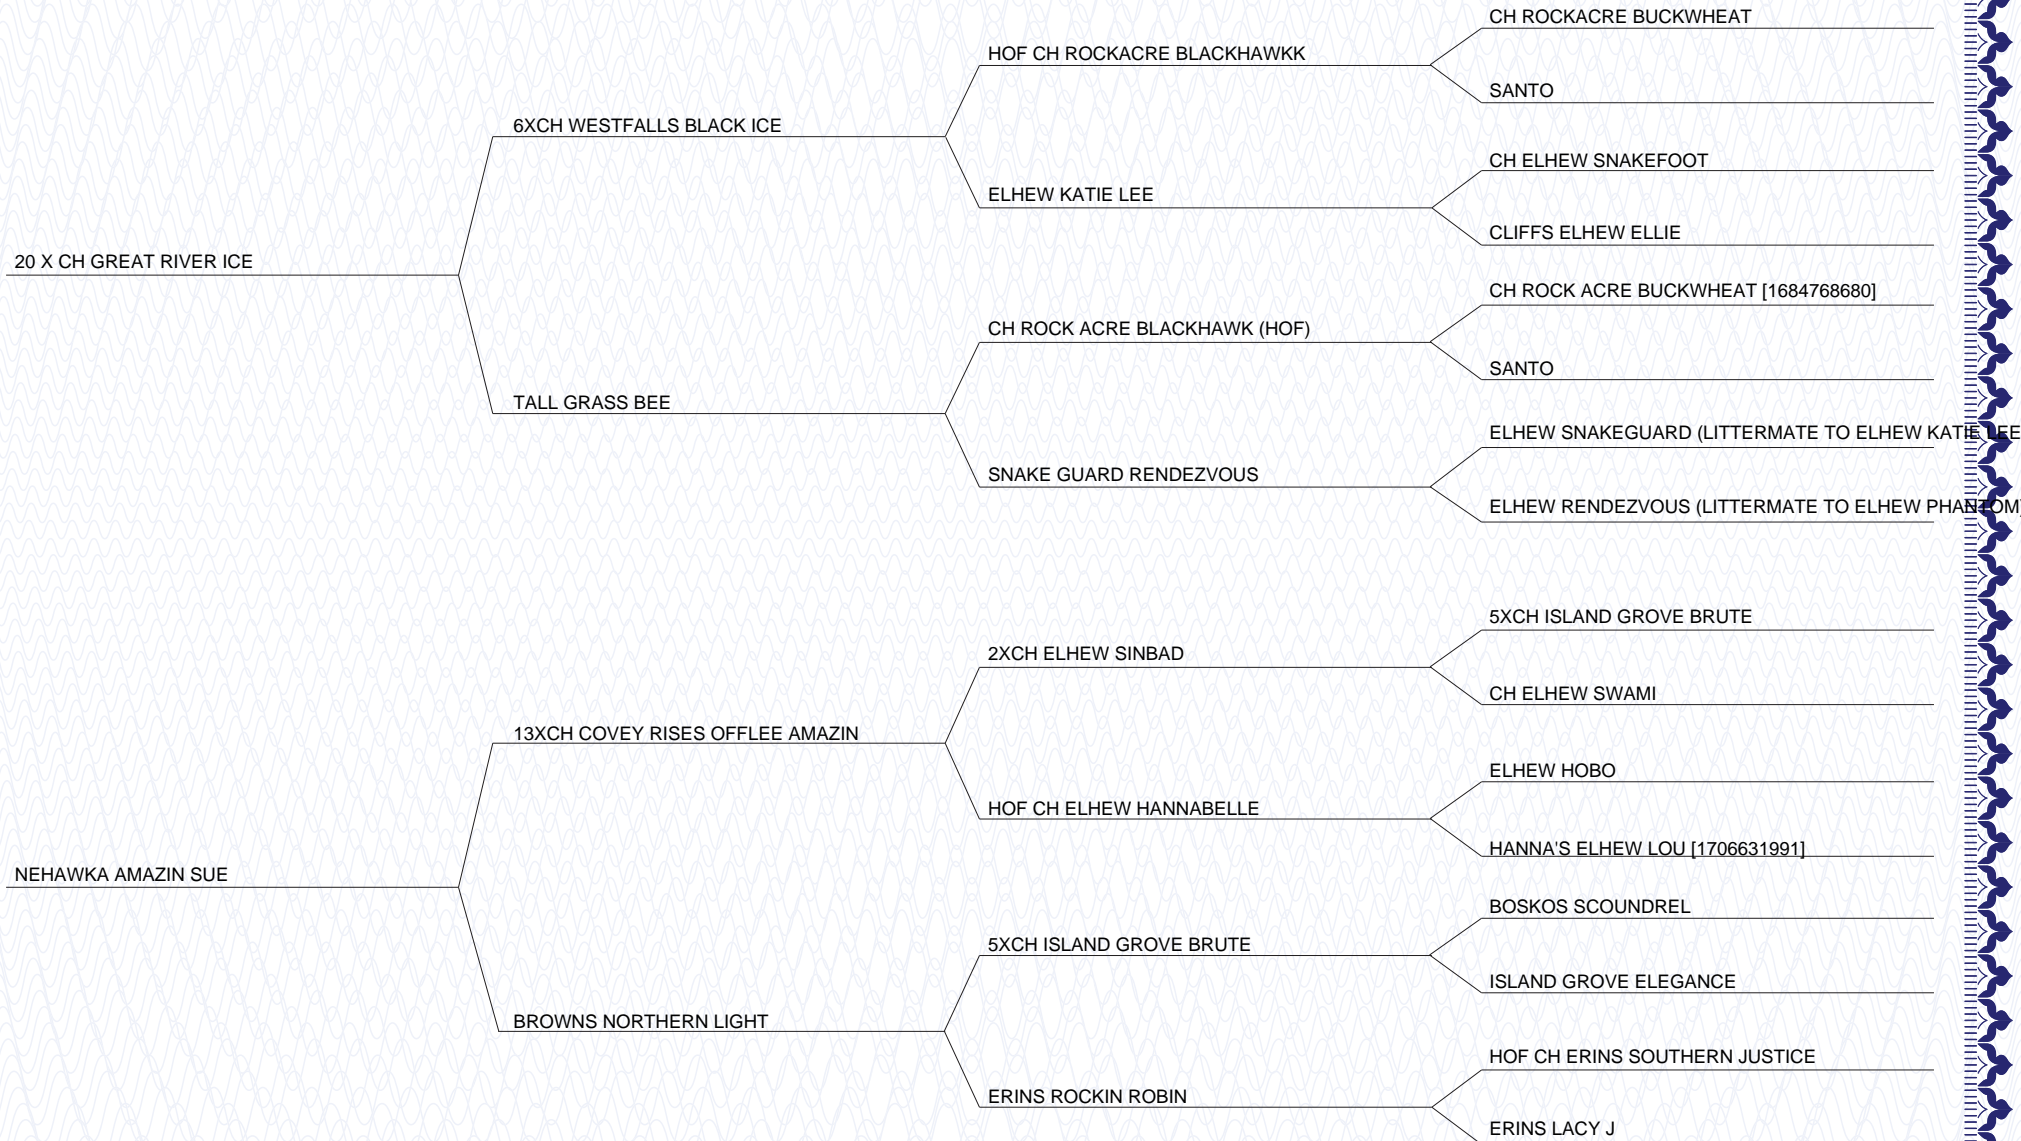 CH ROCKACRE BUCKWHEAT
HOF CH ROCKACRE BLACKHAWKK
SANTO
6XCH WESTFALLS BLACK ICE
CH ELHEW SNAKEFOOT
ELHEW KATIE LEE
CLIFFS ELHEW ELLIE
20 X CH GREAT RIVER ICE
CH ROCK ACRE BUCKWHEAT [1684768680]
CH ROCK ACRE BLACKHAWK (HOF)
SANTO
TALL GRASS BEE
ELHEW SNAKEGUARD (LITTERMATE TO ELHEW KATIE LEE
SNAKE GUARD RENDEZVOUS
ELHEW RENDEZVOUS (LITTERMATE TO ELHEW PHANTOM)
5XCH ISLAND GROVE BRUTE
2XCH ELHEW SINBAD
CH ELHEW SWAMI
13XCH COVEY RISES OFFLEE AMAZIN
ELHEW HOBO
HOF CH ELHEW HANNABELLE
HANNA'S ELHEW LOU [1706631991]
NEHAWKA AMAZIN SUE
BOSKOS SCOUNDREL
5XCH ISLAND GROVE BRUTE
ISLAND GROVE ELEGANCE
BROWNS NORTHERN LIGHT
HOF CH ERINS SOUTHERN JUSTICE
ERINS ROCKIN ROBIN
ERINS LACY J